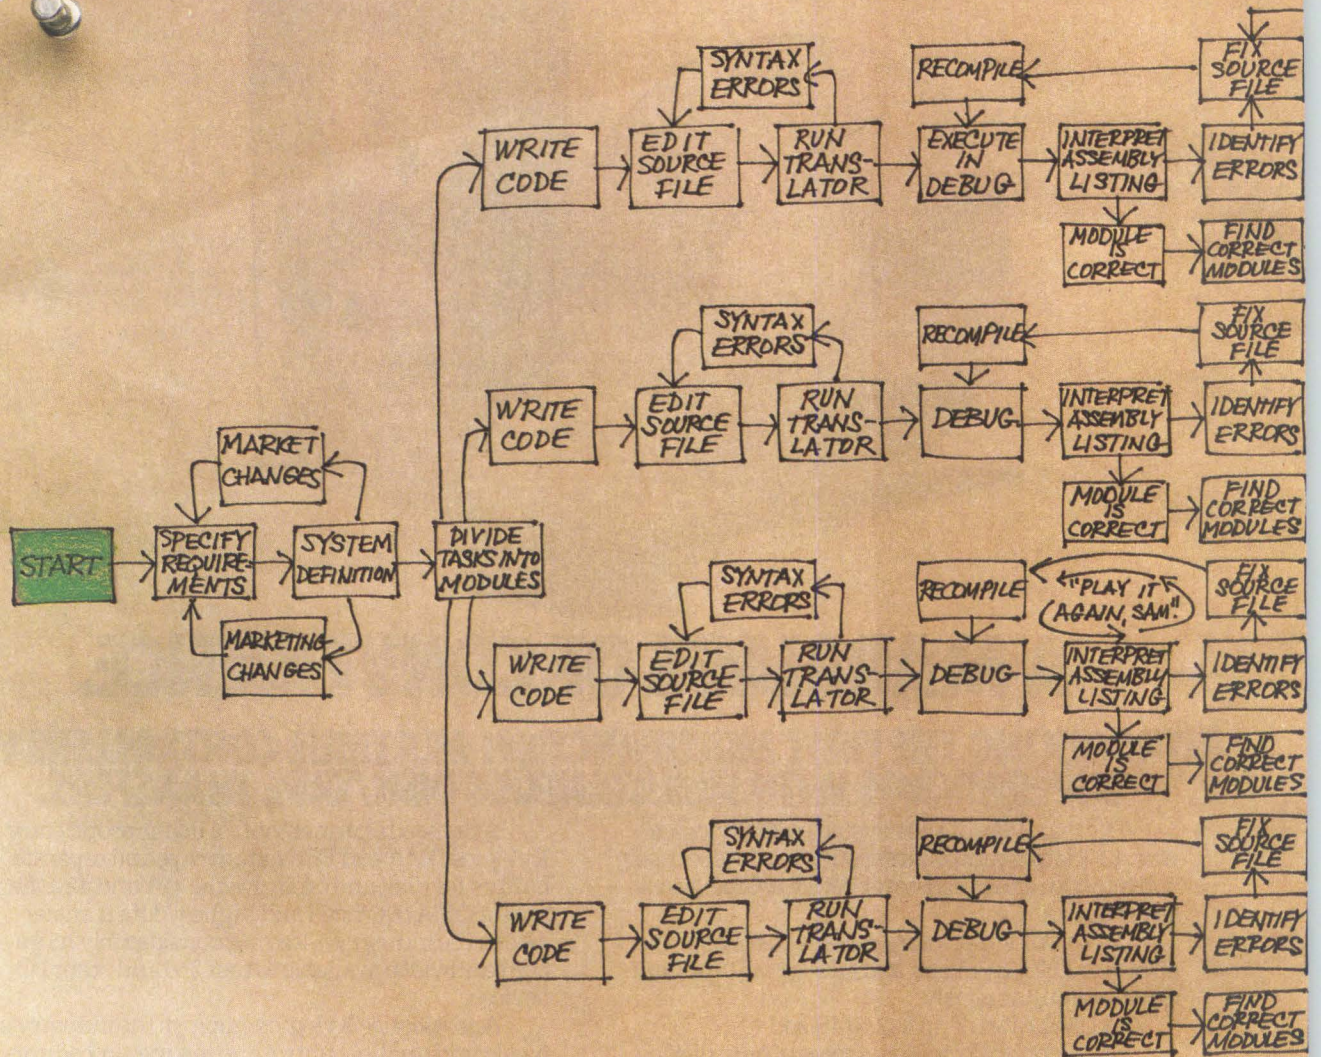 START
SPECIFY
REQUIRE-
MENTS
MARKET
CHANGES
MARKETING
CHANGES
SYSTEM
DEFINITION
DIVIDE
TASKS INTO
MODULES
WRITE
CODE
EDIT
SOURCE
FILE
SYNTAX
ERRORS
RUN
TRANS-
LATOR
RECOMPILE
EXECUTE
IN
DEBUG
INTERPRET
ASSEMBLY
LISTING
FIX
SOURCE
FILE
IDENTIFY
ERRORS
MODULE
IS
CORRECT
FIND
CORRECT
MODULES
WRITE
CODE
EDIT
SOURCE
FILE
SYNTAX
ERRORS
RUN
TRANS-
LATOR
RECOMPILE
DEBUG
INTERPRET
ASSEMBLY
LISTING
FIX
SOURCE
FILE
IDENTIFY
ERRORS
MODULE
IS
CORRECT
FIND
CORRECT
MODULES
WRITE
CODE
EDIT
SOURCE
FILE
SYNTAX
ERRORS
RUN
TRANS-
LATOR
RECOMPILE
DEBUG
"PLAY IT
AGAIN, SAM"
INTERPRET
ASSEMBLY
LISTING
FIX
SOURCE
FILE
IDENTIFY
ERRORS
MODULE
IS
CORRECT
FIND
CORRECT
MODULES
WRITE
CODE
EDIT
SOURCE
FILE
SYNTAX
ERRORS
RUN
TRANS-
LATOR
RECOMPILE
DEBUG
INTERPRET
ASSEMBLY
LISTING
FIX
SOURCE
FILE
IDENTIFY
ERRORS
MODULE
IS
CORRECT
FIND
CORRECT
MODULES